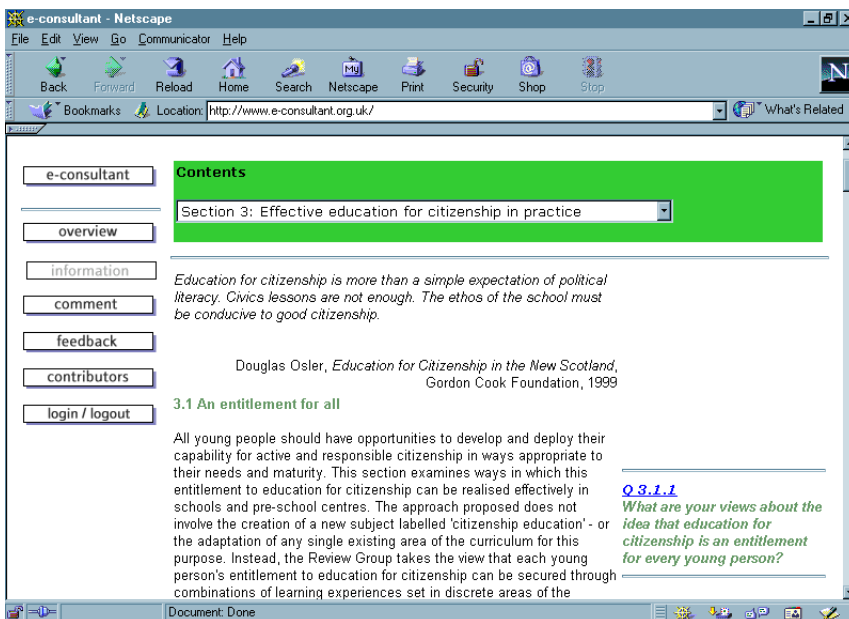 e-consultant - Netscape
File Edit View Go Communicator Help
Back Forward Reload Home Search Netscape Print Security Shop Stop
Bookmarks Location: http://www.e-consultant.org.uk/ What's Related
e-consultant
overview
information
comment
feedback
contributors
login / logout
Contents
Section 3: Effective education for citizenship in practice
Education for citizenship is more than a simple expectation of political
literacy. Civics lessons are not enough. The ethos of the school must
be conducive to good citizenship.
Douglas Osler, Education for Citizenship in the New Scotland,
Gordon Cook Foundation, 1999
3.1 An entitlement for all
All young people should have opportunities to develop and deploy their
capability for active and responsible citizenship in ways appropriate to
their needs and maturity. This section examines ways in which this
entitlement to education for citizenship can be realised effectively in
schools and pre-school centres. The approach proposed does not
involve the creation of a new subject labelled 'citizenship education' - or
the adaptation of any single existing area of the curriculum for this
purpose. Instead, the Review Group takes the view that each young
person's entitlement to education for citizenship can be secured through
combinations of learning experiences set in discrete areas of the
Q 3.1.1
What are your views about the
idea that education for
citizenship is an entitlement
for every young person?
Document: Done